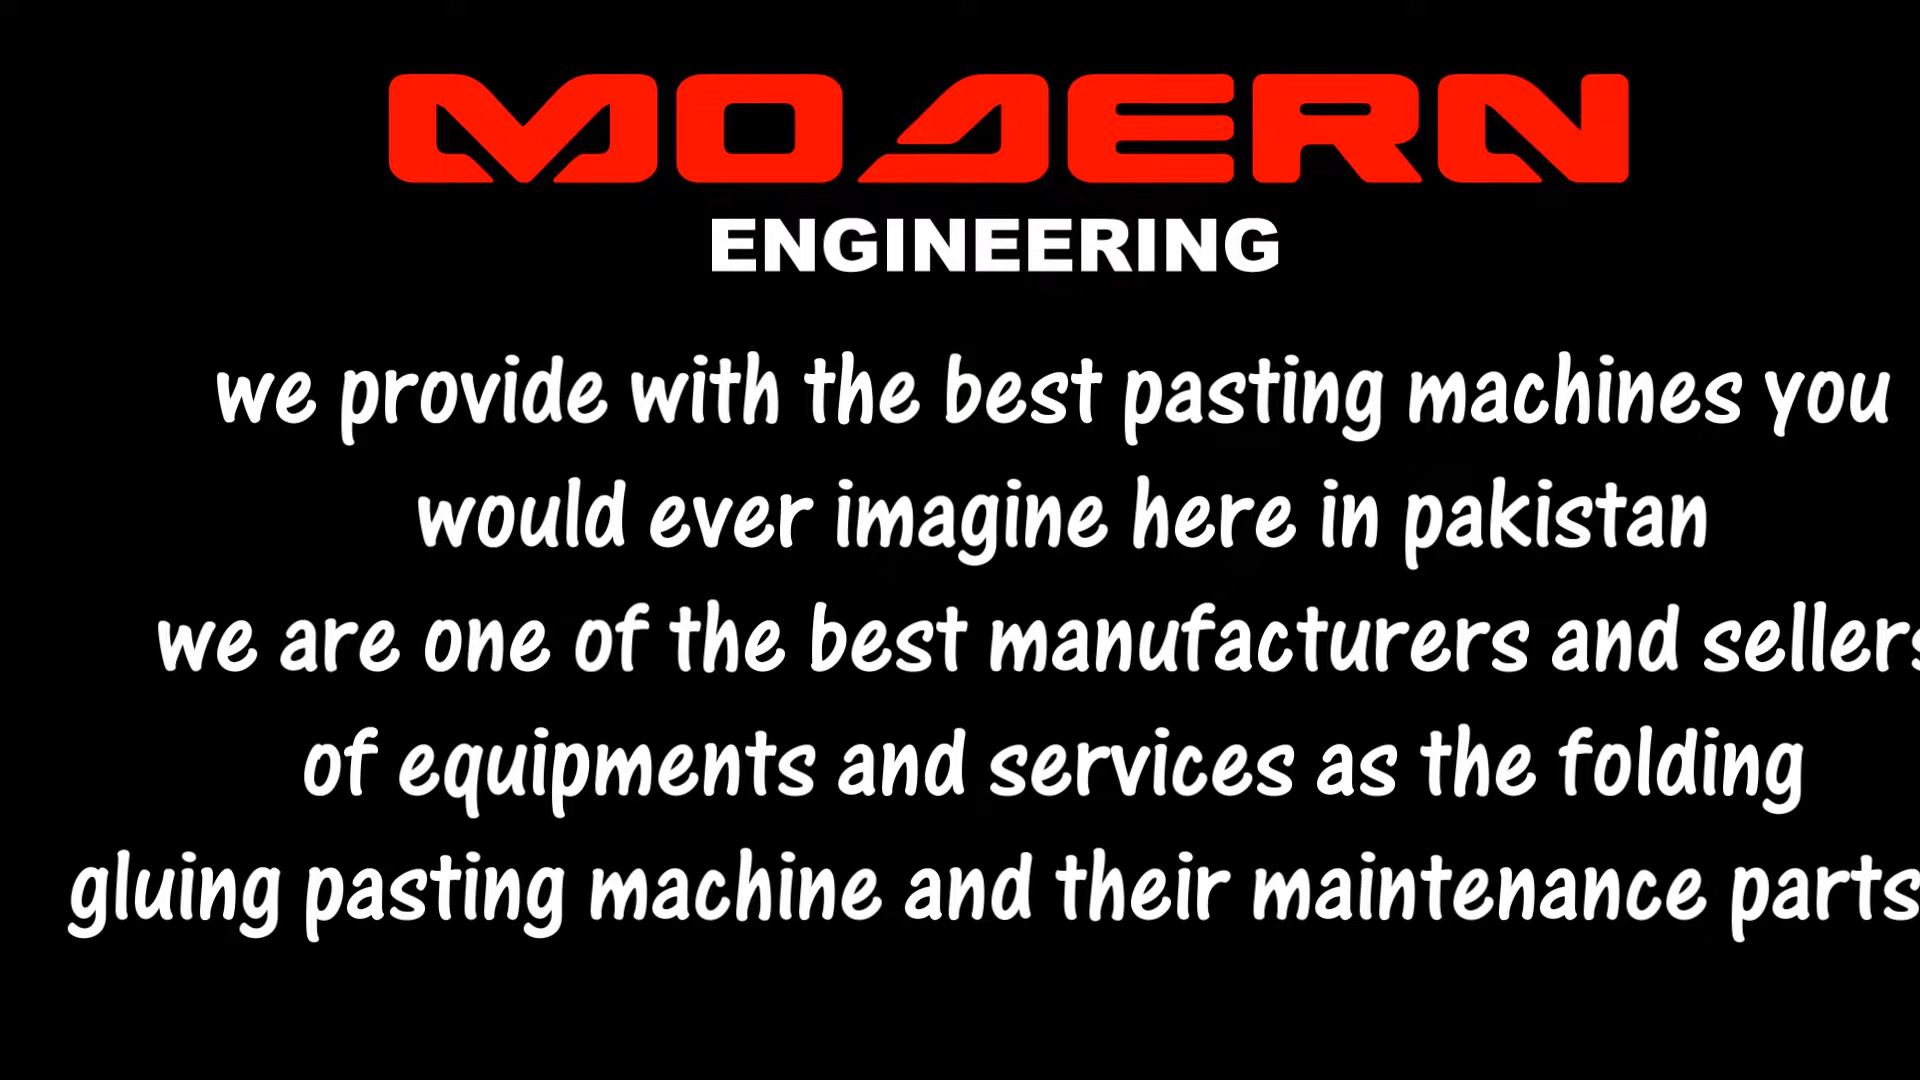 MODERN
ENGINEERING
we provide with the best pasting machines you
would ever imagine here in pakistan
we are one of the best manufacturers and sellers
of equipments and services as the folding
gluing pasting machine and their maintenance parts